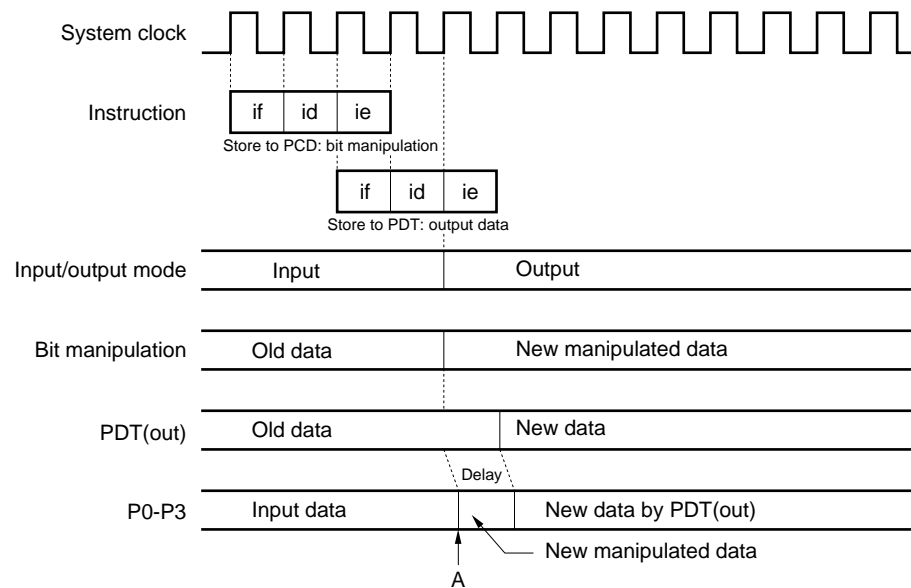 System clock
Instruction
if id ie
Store to PCD: bit manipulation
if id ie
Store to PDT: output data
Input/output mode
Input
Output
Bit manipulation
Old data
New manipulated data
PDT(out)
Old data
New data
Delay
P0-P3
Input data
New data by PDT(out)
New manipulated data
A